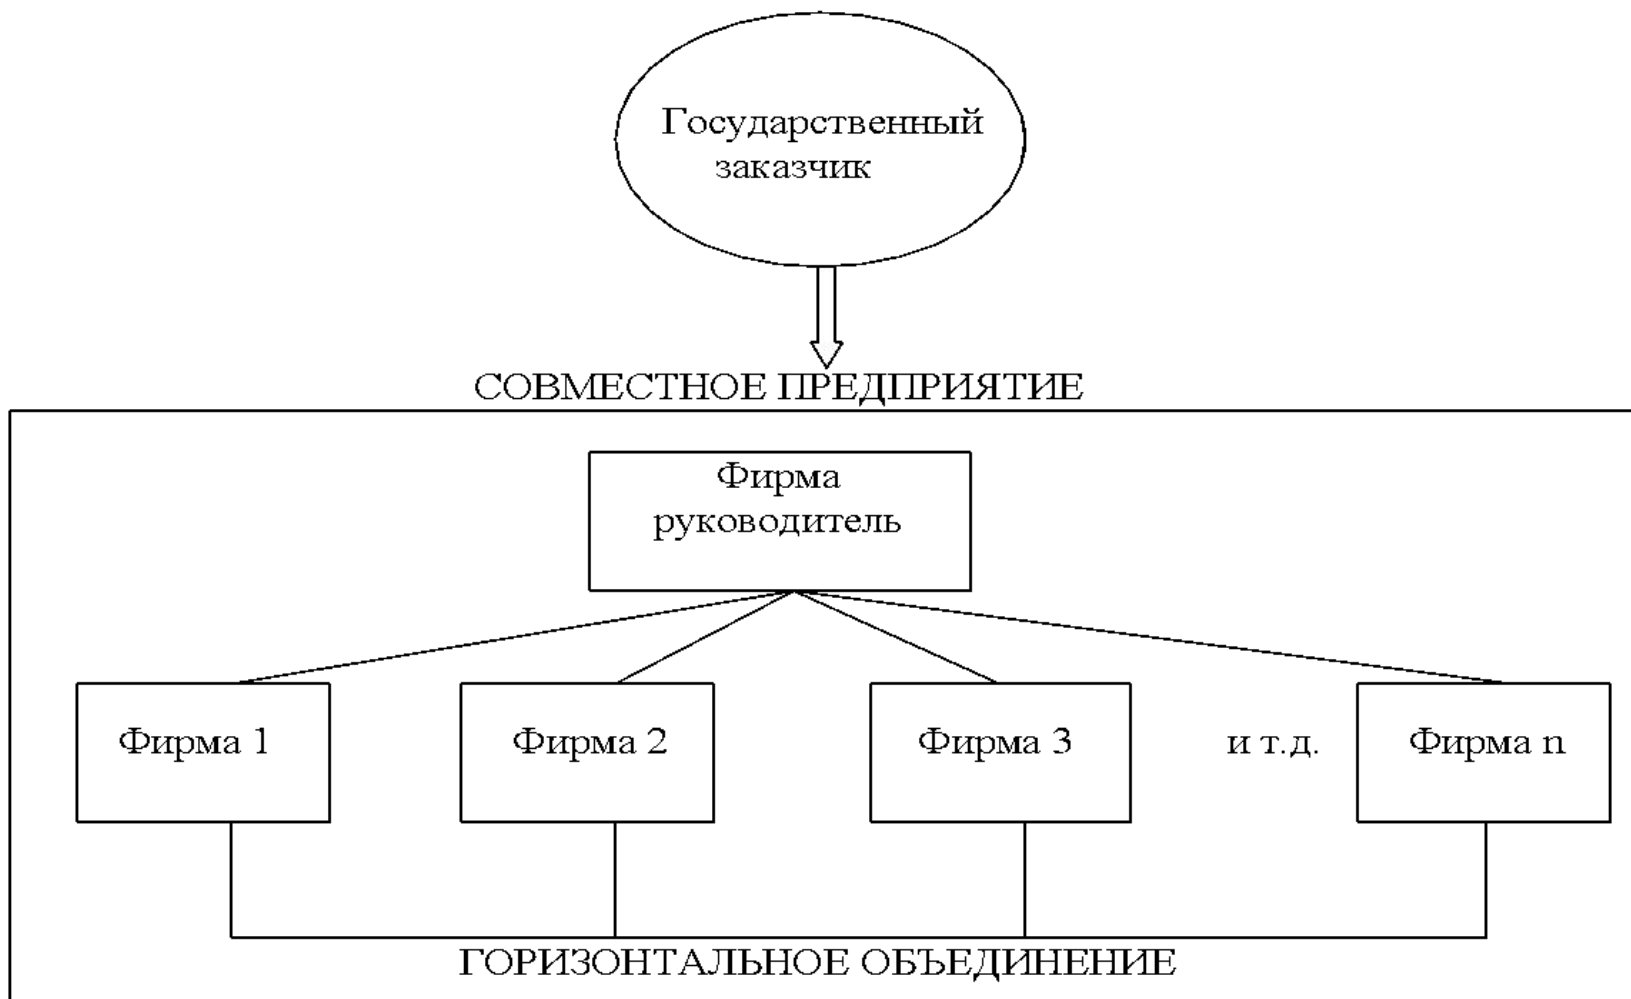 Государственный
заказчик
СОВМЕСТНОЕ ПРЕДПРИЯТИЕ
Фирма
руководитель
Фирма 1
Фирма 2
Фирма 3
и т.д.
Фирма n
ГОРИЗОНТАЛЬНОЕ ОБЪЕДИНЕНИЕ